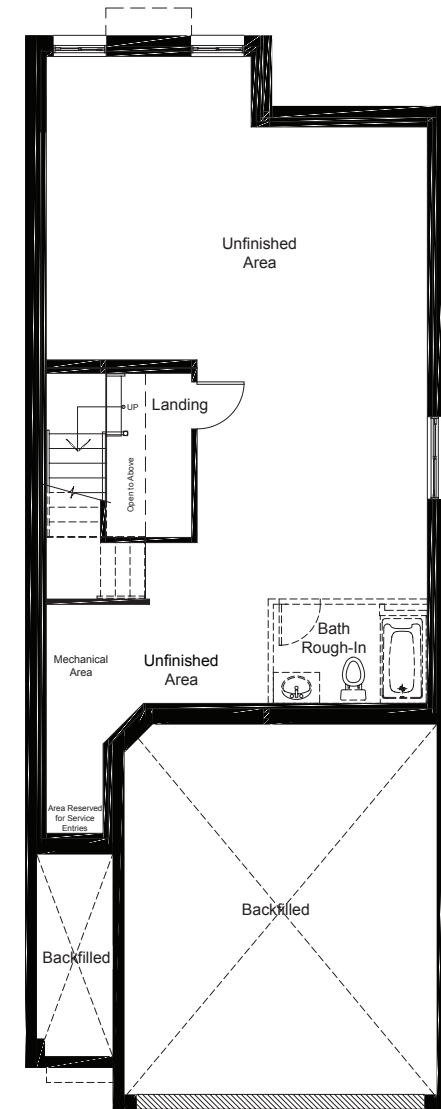 Unfinished
Area
Landing
UP
Open to Above
Bath
Rough-In
Mechanical
Area
Unfinished
Area
Area Reserved
for Service
Entries
Backfilled
Backfilled